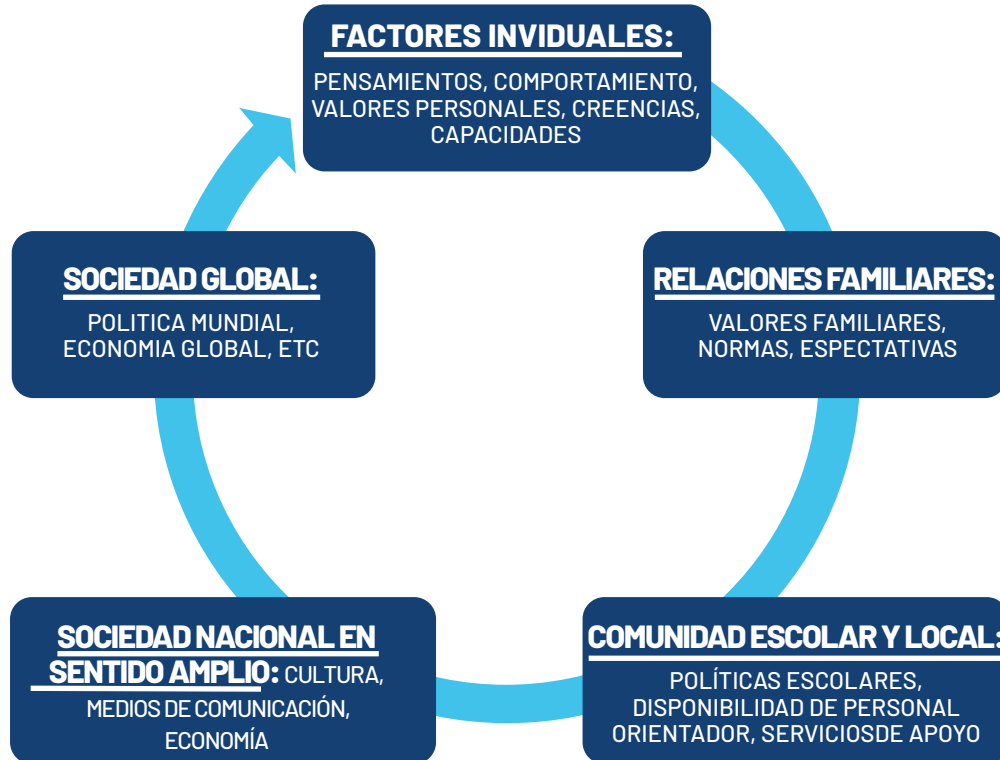 FACTORES INVIDUALES:
PENSAMIENTOS, COMPORTAMIENTO,
VALORES PERSONALES, CREENCIAS,
CAPACIDADES
RELACIONES FAMILIARES:
VALORES FAMILIARES,
NORMAS, ESPECTATIVAS
COMUNIDAD ESCOLAR Y LOCAL:
POLÍTICAS ESCOLARES,
DISPONIBILIDAD DE PERSONAL
ORIENTADOR, SERVICIOSDE APOYO
SOCIEDAD NACIONAL EN
SENTIDO AMPLIO: CULTURA,
MEDIOS DE COMUNICACIÓN,
ECONOMÍA
SOCIEDAD GLOBAL:
POLITICA MUNDIAL,
ECONOMIA GLOBAL, ETC